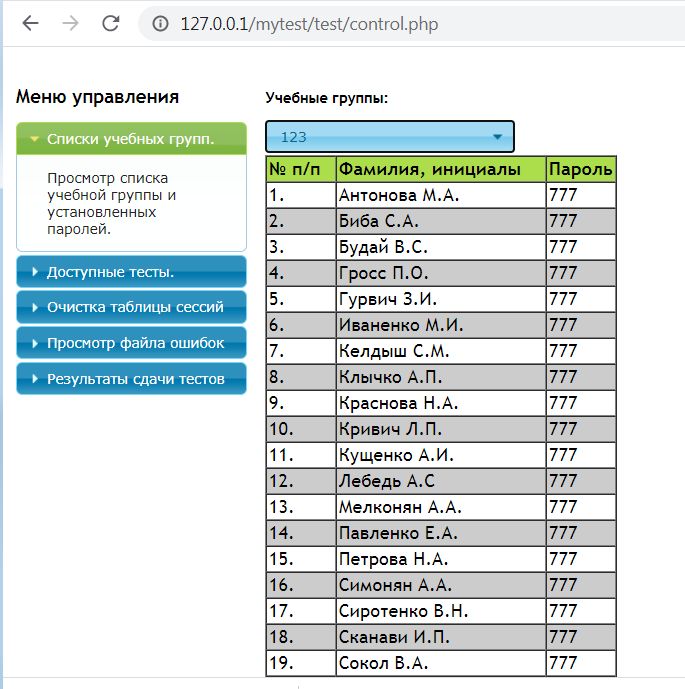 127.0.0.1/mytest/test/control.php
Меню управления
Списки учебных групп.
Просмотр списка
учебной группы и
установленных
паролей.
Доступные тесты.
Очистка таблицы сессий
Просмотр файла ошибок
Результаты сдачи тестов
Учебные группы:
123
№ п/п Фамилия, инициалы Пароль
1. Антонова М.А. 777
2. Биба С.А. 777
3. Будай В.С. 777
4. Гросс П.О. 777
5. Гурвич З.И. 777
6. Иваненко М.И. 777
7. Келдыш С.М. 777
8. Клычко А.П. 777
9. Краснова Н.А. 777
10. Кривич Л.П. 777
11. Кущенко А.И. 777
12. Лебедь А.С 777
13. Мелконян А.А. 777
14. Павленко Е.А. 777
15. Петрова Н.А. 777
16. Симонян А.А. 777
17. Сиротенко В.Н. 777
18. Сканави И.П. 777
19. Сокол В.А. 777